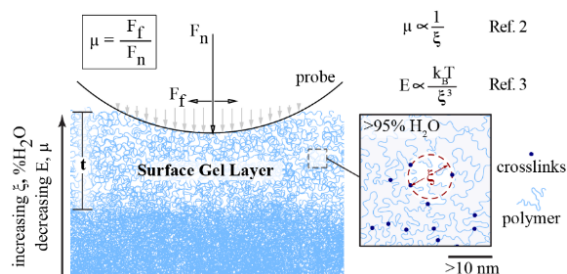 μ = F_f / F_n
F_n
F_f
probe
μ ∝ 1/ξ
Ref. 2
E ∝ k_BT/ξ³
Ref. 3
increasing ξ, %H₂O
decreasing E, μ
t
Surface Gel Layer
>95% H₂O
ξ
crosslinks
polymer
>10 nm